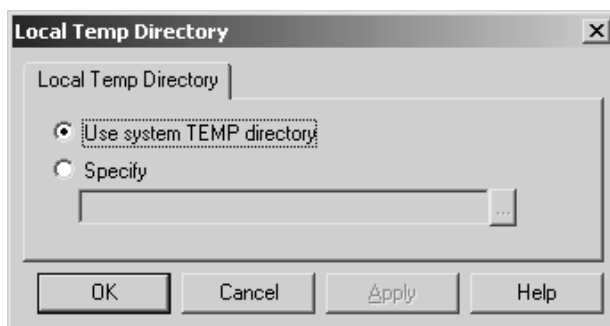 Local Temp Directory
Local Temp Directory
Use system TEMP directory
Specify
...
OK Cancel Apply Help